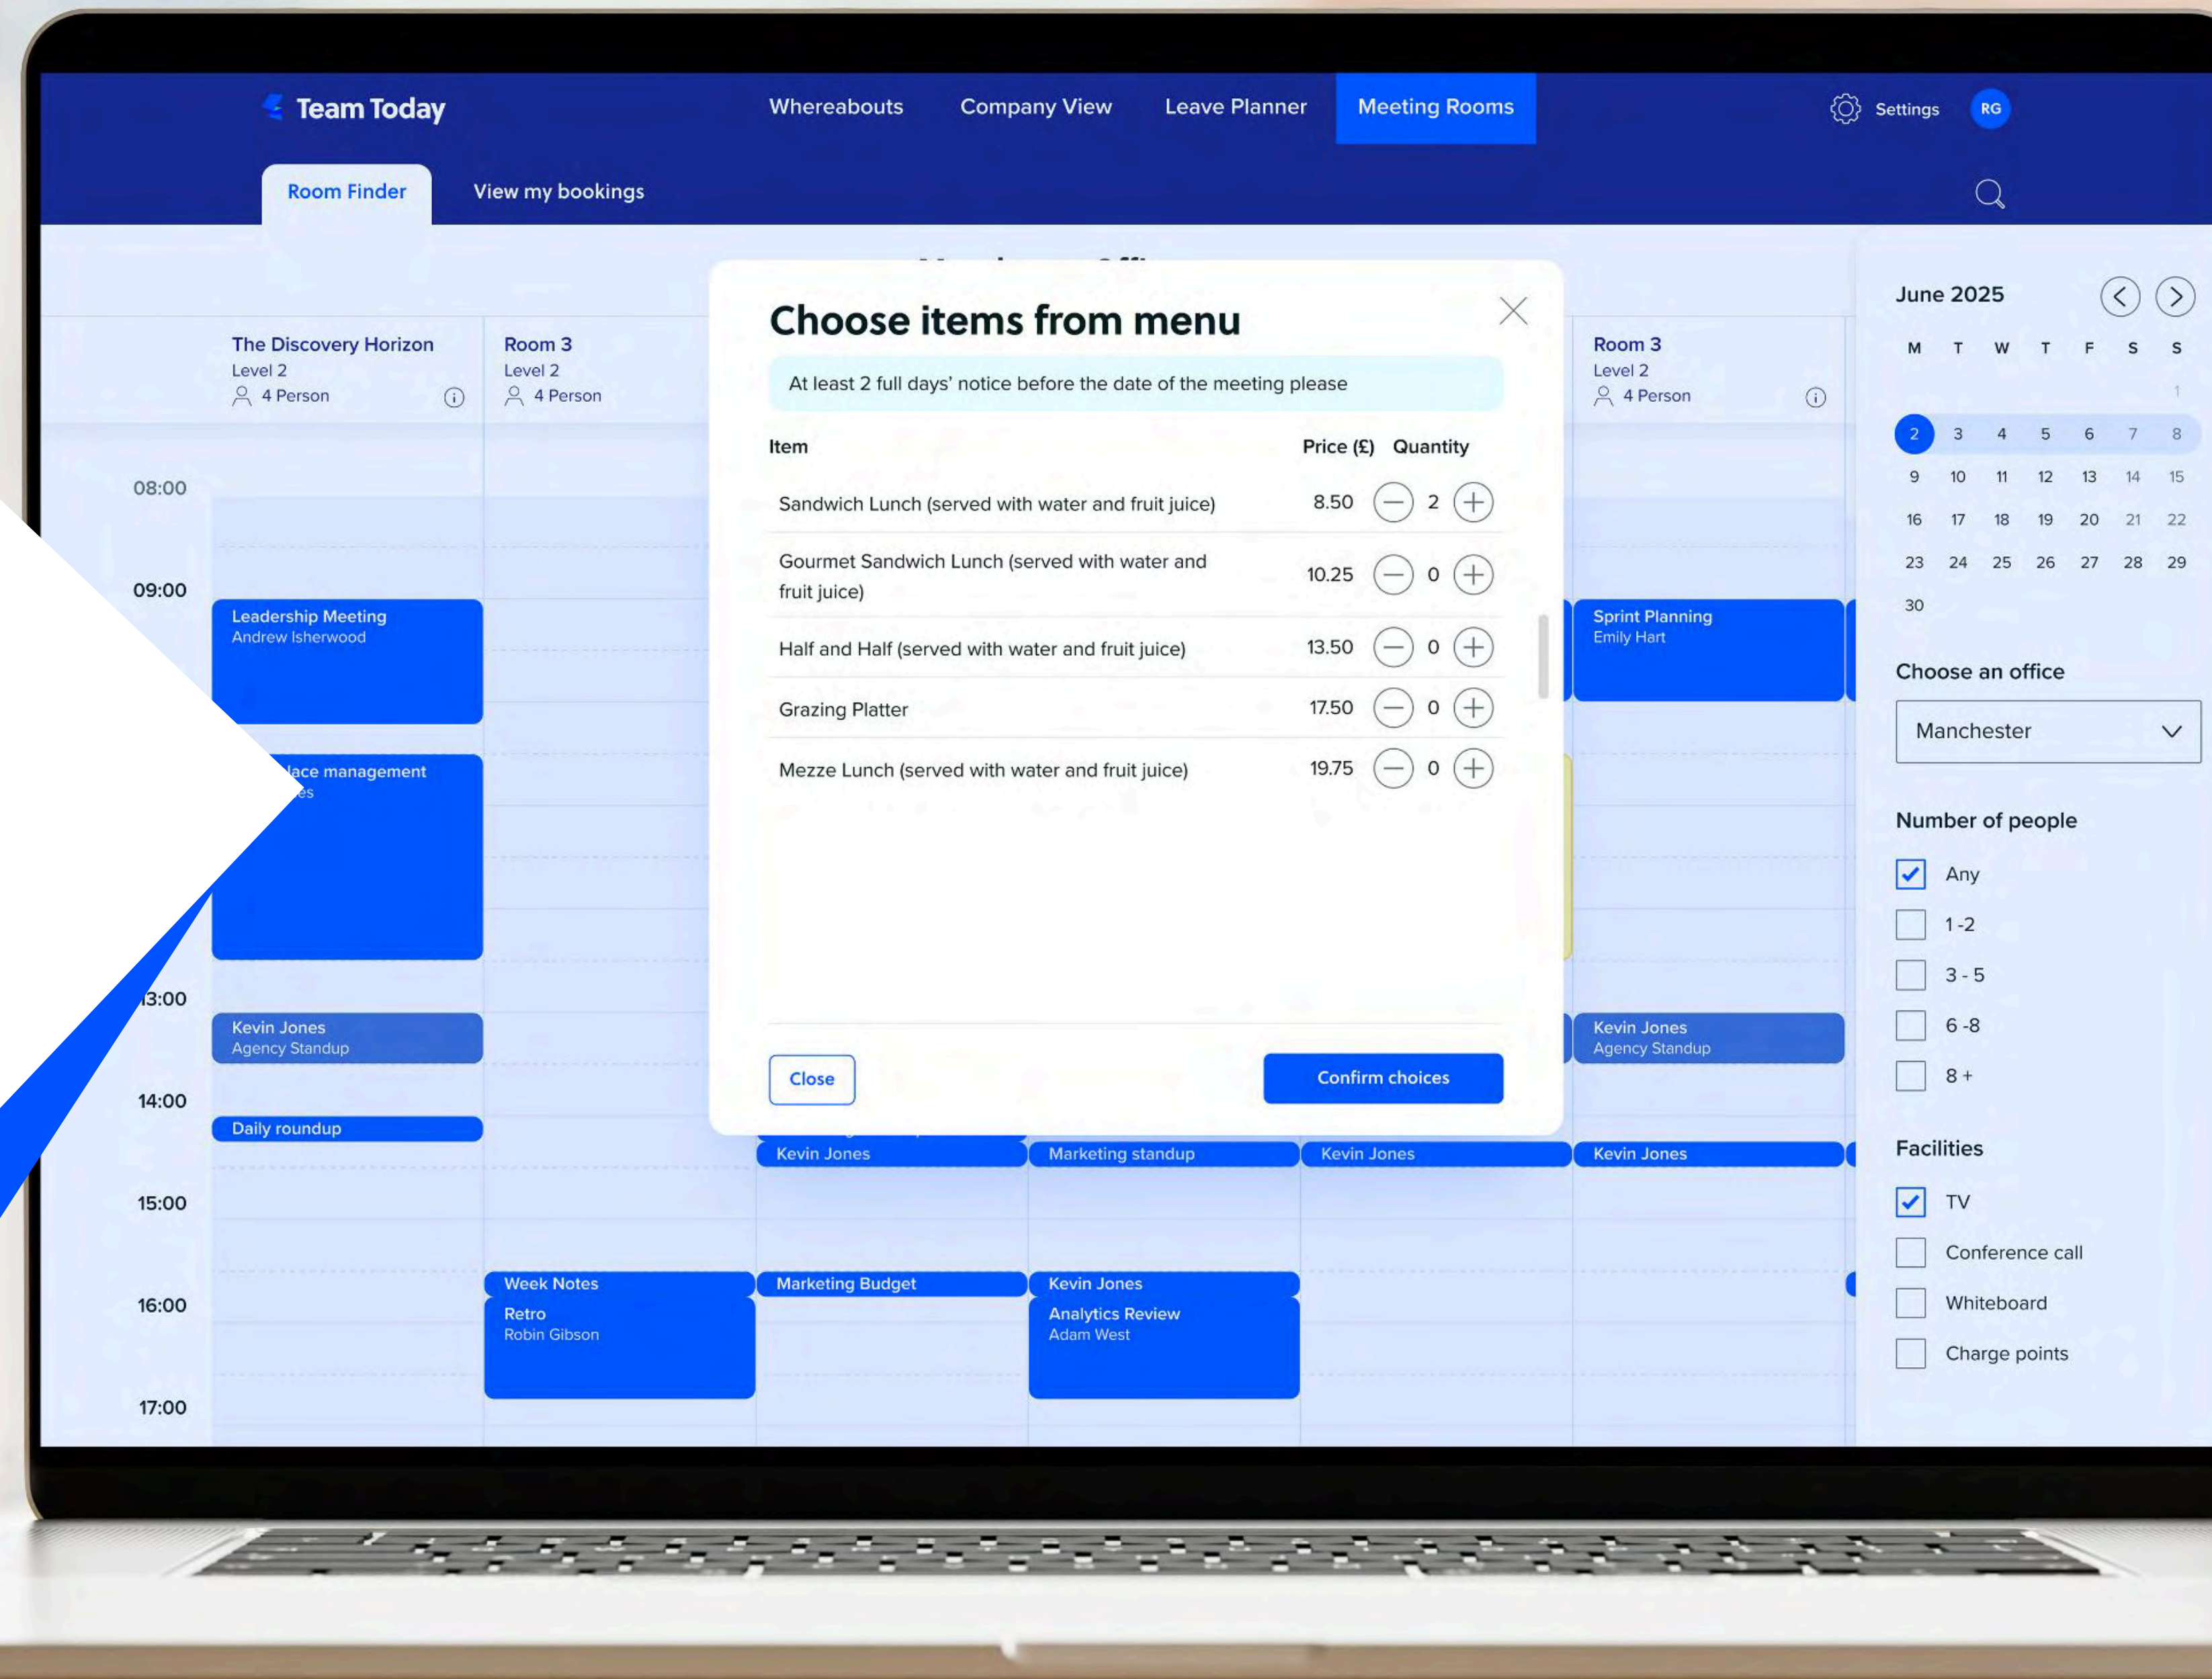 Team Today
Whereabouts
Company View
Leave Planner
Meeting Rooms
Settings
RG
Room Finder
View my bookings
The Discovery Horizon
Level 2
4 Person
Room 3
Level 2
4 Person
Choose items from menu
At least 2 full days’ notice before the date of the meeting please
Item Price (£) Quantity
Sandwich Lunch (served with water and fruit juice) 8.50 2
Gourmet Sandwich Lunch (served with water and
fruit juice) 10.25 0
Half and Half (served with water and fruit juice) 13.50 0
Grazing Platter 17.50 0
Mezze Lunch (served with water and fruit juice) 19.75 0
Close
Confirm choices
Room 3
Level 2
4 Person
08:00
09:00
13:00
14:00
15:00
16:00
17:00
Leadership Meeting
Andrew Isherwood
management
Kevin Jones
Agency Standup
Daily roundup
Week Notes
Retro
Robin Gibson
Kevin Jones
Marketing Budget
Marketing standup
Kevin Jones
Analytics Review
Adam West
Kevin Jones
Sprint Planning
Emily Hart
Kevin Jones
Agency Standup
Kevin Jones
June 2025
M T W T F S S
1
2 3 4 5 6 7 8
9 10 11 12 13 14 15
16 17 18 19 20 21 22
23 24 25 26 27 28 29
30
Choose an office
Manchester
Number of people
Any
1 -2
3 - 5
6 -8
8 +
Facilities
TV
Conference call
Whiteboard
Charge points